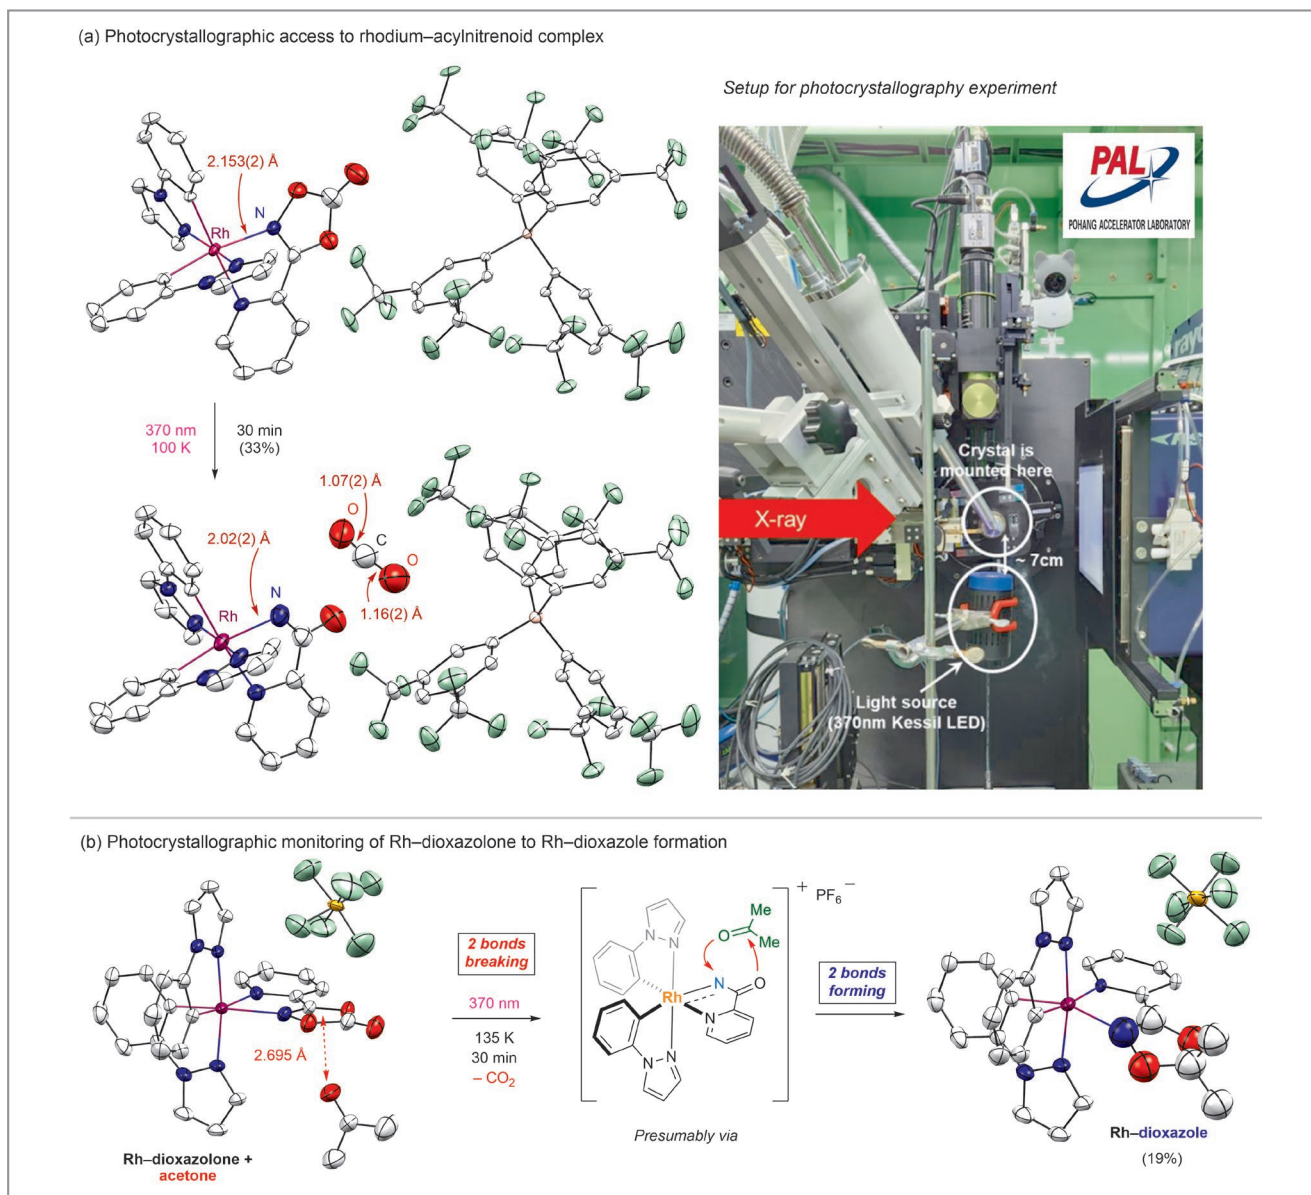 (a) Photocrystallographic access to rhodium–acylnitrenoid complex
Setup for photocrystallography experiment
2.153(2) Å
N
Rh
370 nm
100 K
30 min
(33%)
1.07(2) Å
O
C
O
1.16(2) Å
2.02(2) Å
N
Rh
PAL
POHANG ACCELERATOR LABORATORY
Crystal is
mounted here
X-ray
~ 7cm
Light source
(370nm Kessil LED)
(b) Photocrystallographic monitoring of Rh–dioxazolone to Rh–dioxazole formation
2.695 Å
Rh–dioxazolone +
acetone
2 bonds
breaking
370 nm
135 K
30 min
– CO2
Me
O
Me
N
N
N
O
Rh
N
N
N
+ PF6 –
Presumably via
2 bonds
forming
Rh–dioxazole
(19%)